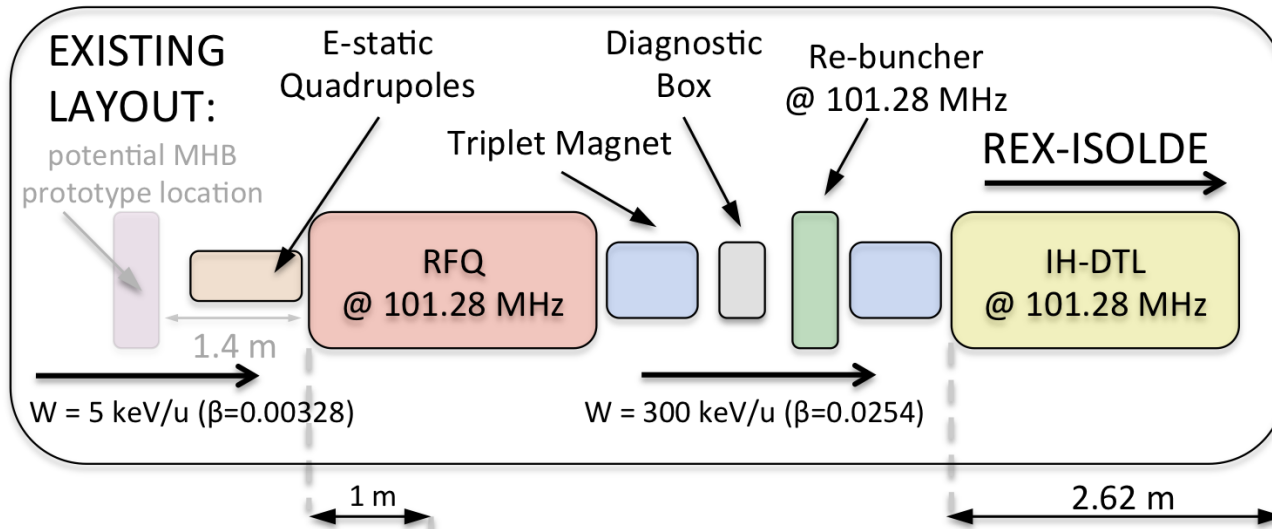 EXISTING
LAYOUT:
potential MHB
prototype location
E-static
Quadrupoles
Triplet Magnet
Diagnostic
Box
Re-buncher
@ 101.28 MHz
REX-ISOLDE
RFQ
@ 101.28 MHz
IH-DTL
@ 101.28 MHz
1.4 m
W = 5 keV/u (β=0.00328)
W = 300 keV/u (β=0.0254)
1 m
2.62 m